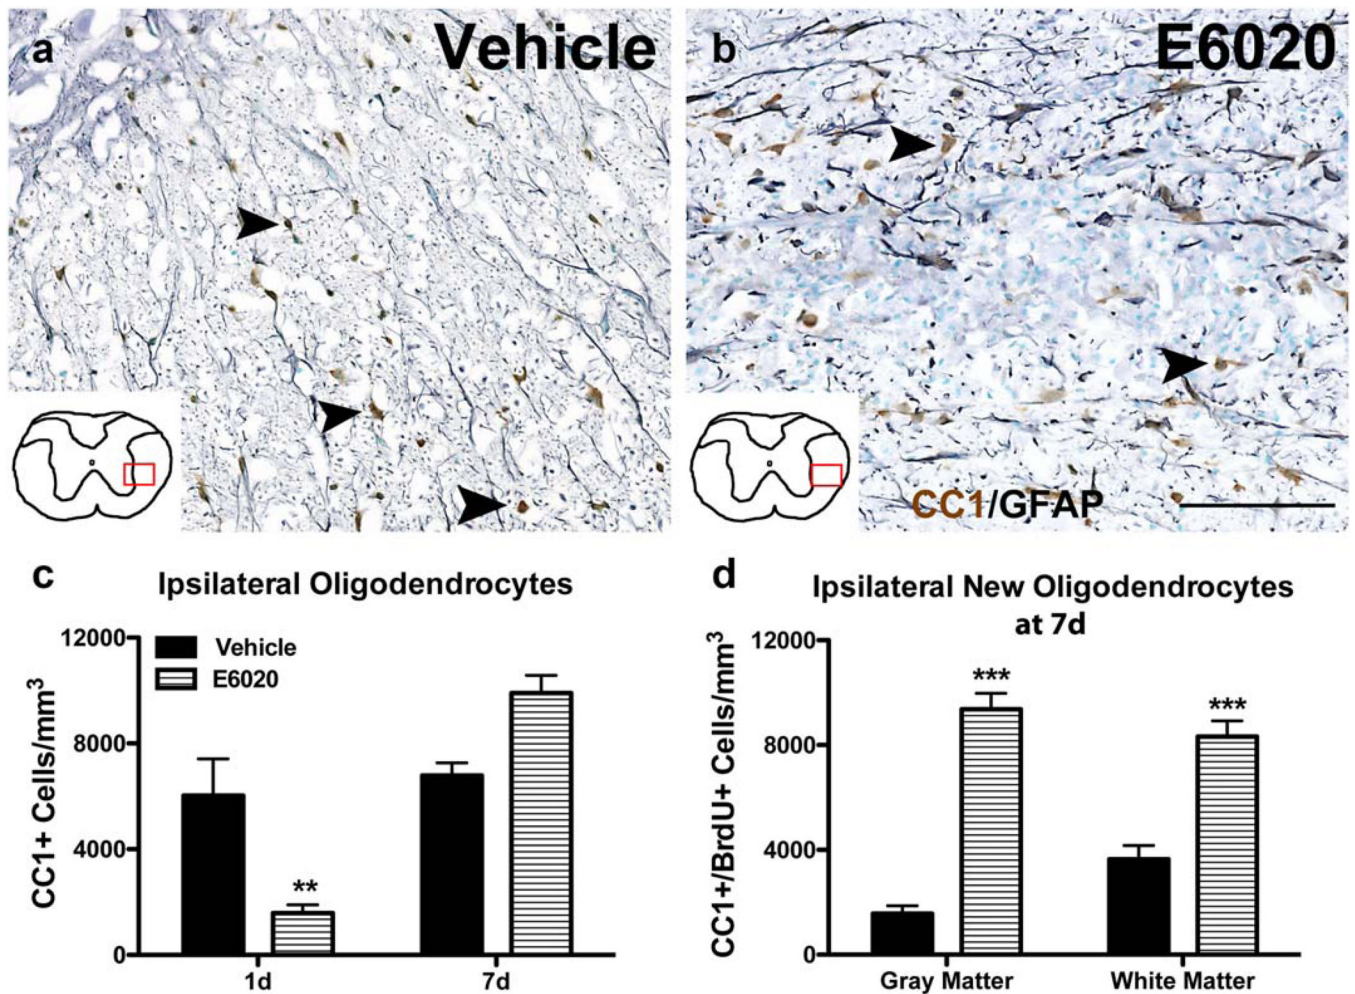 a Vehicle
b E6020
CC1/GFAP
c Ipsilateral Oligodendrocytes
CC1+ Cells/mm³
12000
8000
4000
0
Vehicle
E6020
**
1d
7d
d Ipsilateral New Oligodendrocytes
at 7d
CC1+/BrdU+ Cells/mm³
12000
8000
4000
0
***
***
Gray Matter
White Matter